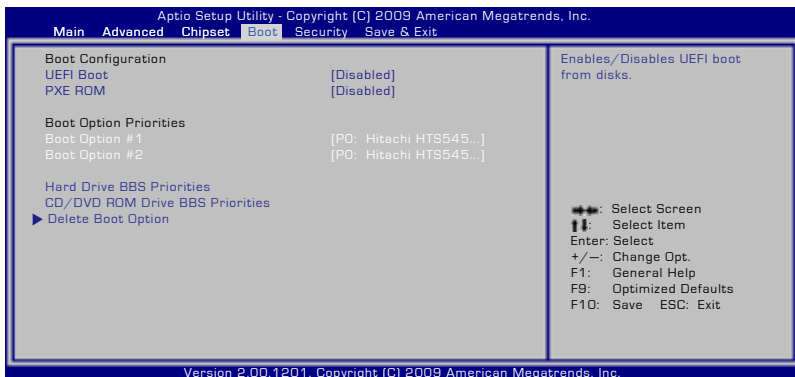 Aptio Setup Utility - Copyright (C) 2009 American Megatrends, Inc.
Main Advanced Chipset Boot Security Save & Exit
Boot Configuration
UEFI Boot [Disabled]
PXE ROM [Disabled]
Boot Option Priorities
Boot Option #1 [P0: Hitachi HTS545...]
Boot Option #2 [P0: Hitachi HTS545...]
Hard Drive BBS Priorities
CD/DVD ROM Drive BBS Priorities
Delete Boot Option
Enables/Disables UEFI boot
from disks.
: Select Screen
: Select Item
Enter: Select
+/—: Change Opt.
F1: General Help
F9: Optimized Defaults
F10: Save ESC: Exit
Version 2.00.1201. Copyright (C) 2009 American Megatrends, Inc.